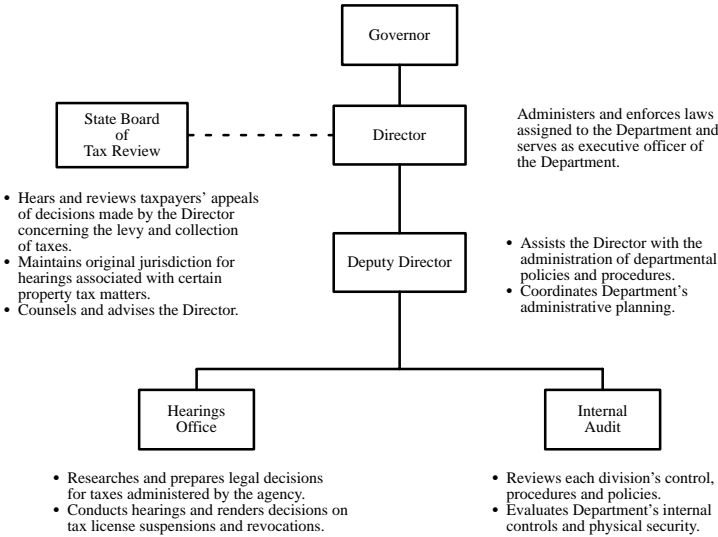 Governor
State Board
of
Tax Review
Director
Administers and enforces laws
assigned to the Department and
serves as executive officer of
the Department.
• Hears and reviews taxpayers’ appeals
of decisions made by the Director
concerning the levy and collection
of taxes.
• Maintains original jurisdiction for
hearings associated with certain
property tax matters.
• Counsels and advises the Director.
Deputy Director
• Assists the Director with the
administration of departmental
policies and procedures.
• Coordinates Department’s
administrative planning.
Hearings
Office
Internal
Audit
• Researches and prepares legal decisions
for taxes administered by the agency.
• Conducts hearings and renders decisions on
tax license suspensions and revocations.
• Reviews each division’s control,
procedures and policies.
• Evaluates Department’s internal
controls and physical security.